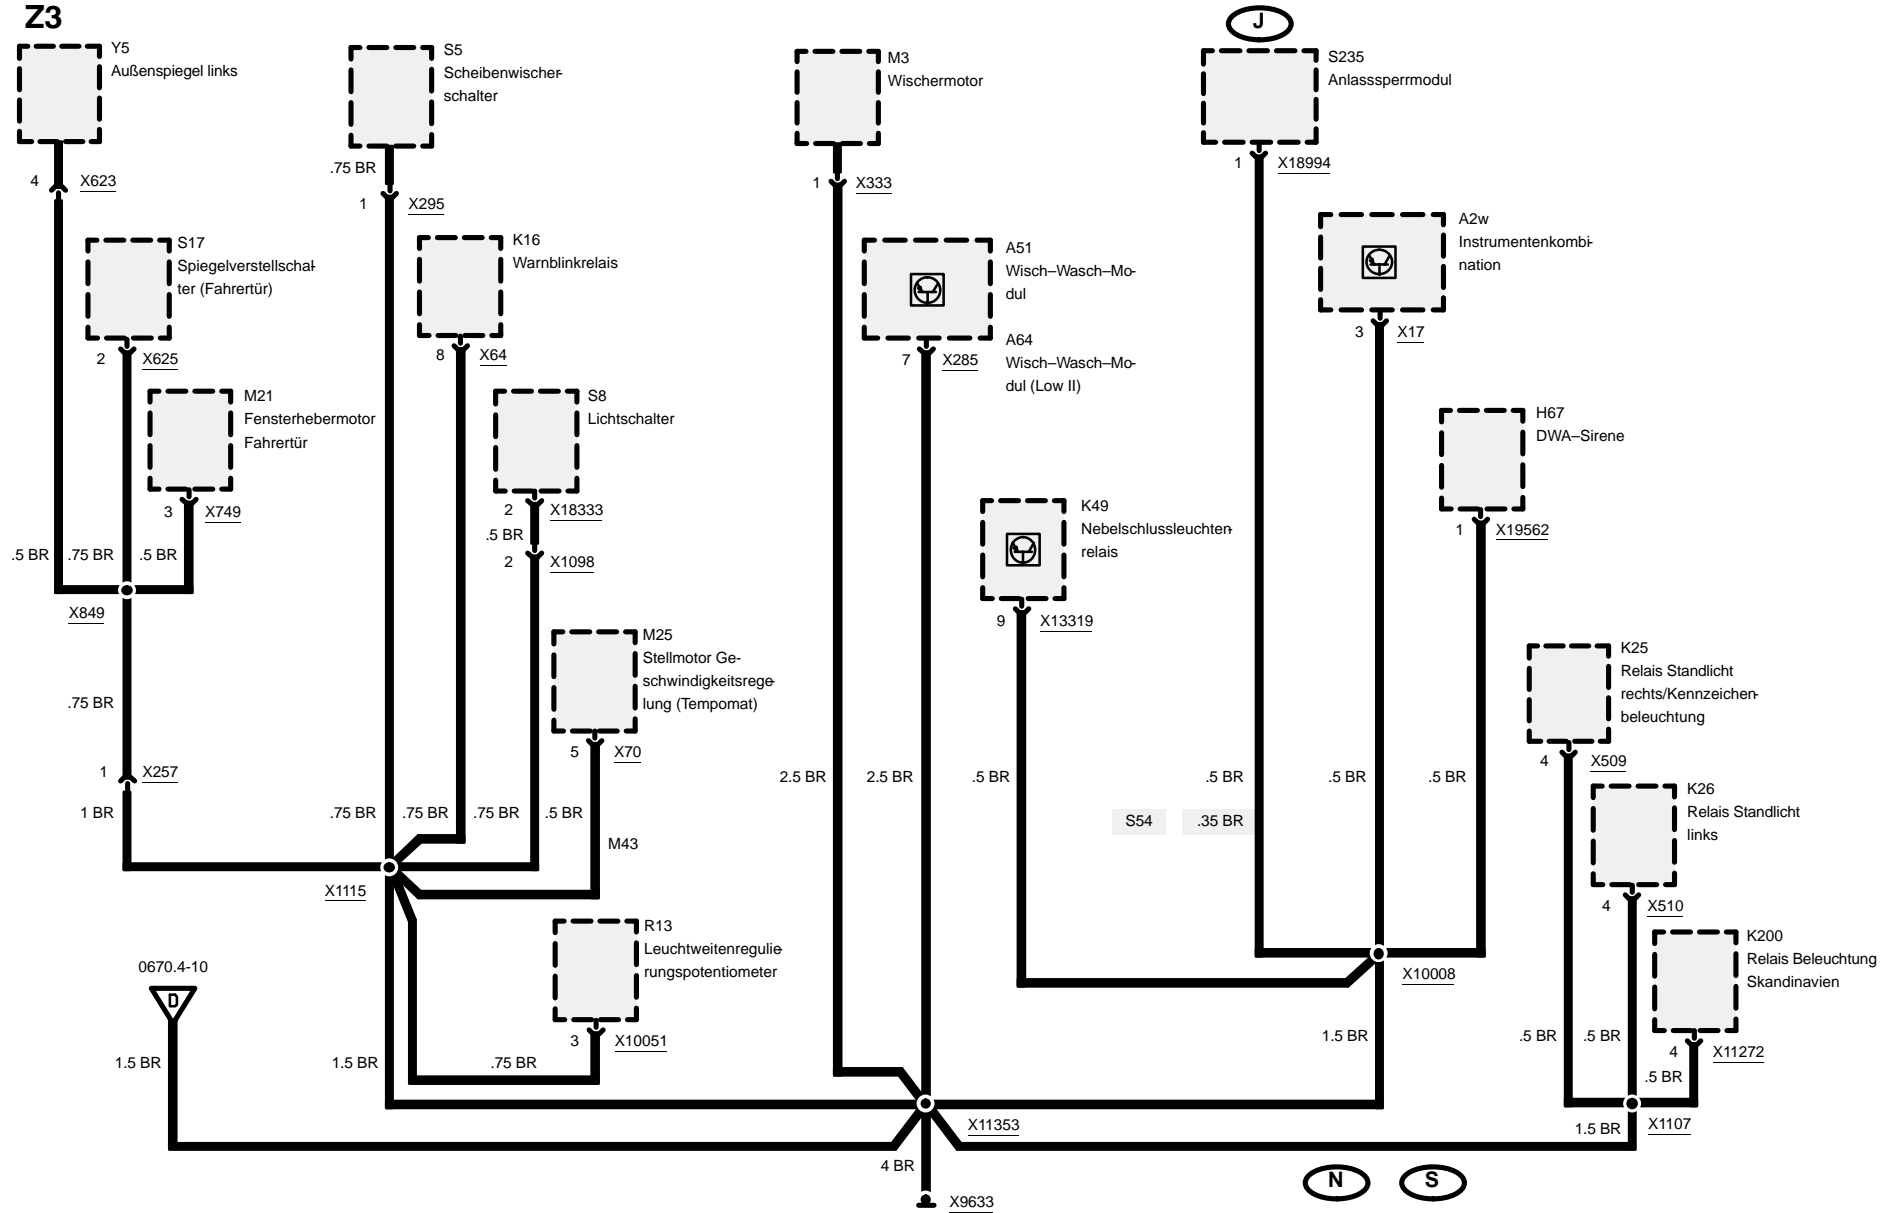 Z3
J
Y5
Außenspiegel links
4
X623
S5
Scheibenwischer-
schalter
.75 BR
1
X295
M3
Wischermotor
1
X333
S235
Anlasssperrmodul
1
X18994
S17
Spiegelverstellschal-
ter (Fahrertür)
2
X625
K16
Warnblinkrelais
8
X64
A51
Wisch–Wasch–Mo-
dul
A64
Wisch–Wasch–Mo-
dul (Low II)
7
X285
A2w
Instrumentenkombi-
nation
3
X17
M21
Fensterhebermotor
Fahrertür
3
X749
S8
Lichtschalter
2
X18333
.5 BR
2
X1098
K49
Nebelschlussleuchten-
relais
9
X13319
H67
DWA–Sirene
1
X19562
.5 BR
.75 BR
.5 BR
X849
.75 BR
1
X257
1 BR
M25
Stellmotor Ge-
schwindigkeitsrege-
lung (Tempomat)
5
X70
K25
Relais Standlicht
rechts/Kennzeichen-
beleuchtung
4
X509
K26
Relais Standlicht
links
4
X510
2.5 BR
2.5 BR
.5 BR
.5 BR
.5 BR
.5 BR
S54
.35 BR
.75 BR
.75 BR
.75 BR
.5 BR
M43
X1115
R13
Leuchtweitenregulie-
rungspotentiometer
3
X10051
.75 BR
K200
Relais Beleuchtung
Skandinavien
4
X11272
.5 BR
X10008
0670.4-10
D
1.5 BR
1.5 BR
1.5 BR
.5 BR
.5 BR
X11353
1.5 BR
X1107
4 BR
X9633
N
S